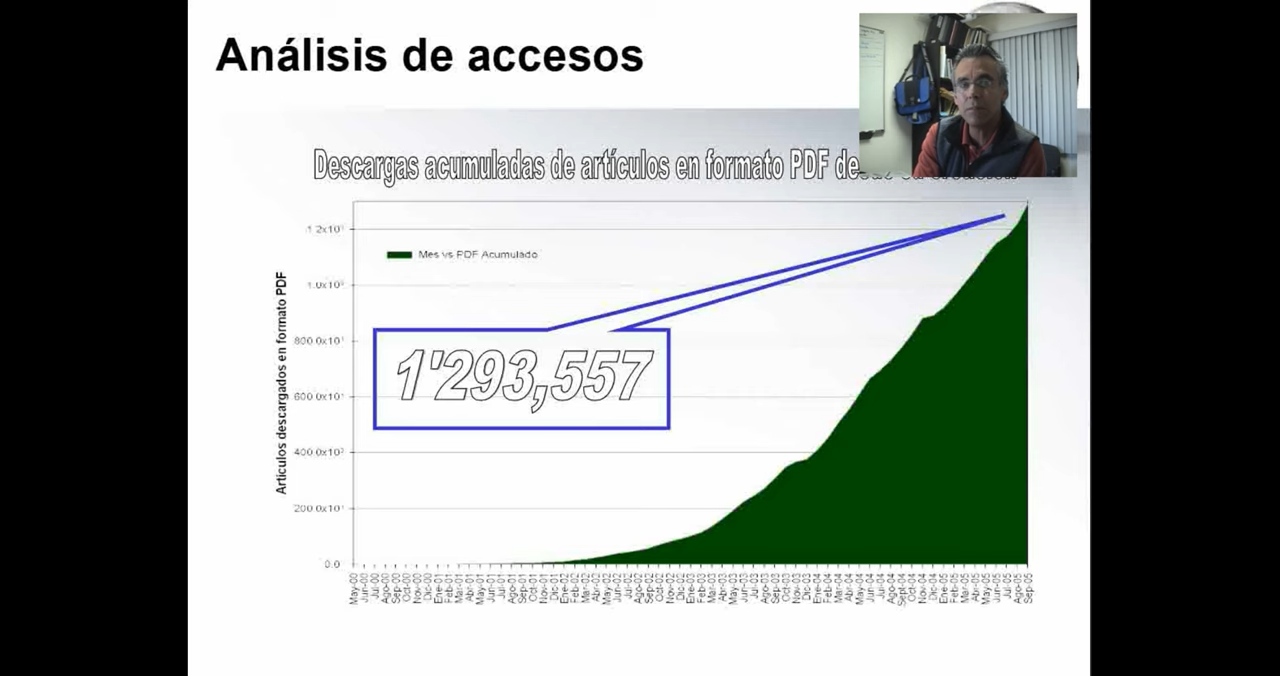 Análisis de accesos
Descargas acumuladas de artículos en formato PDF
Mes vs PDF Acumulado
Artículos descargados en formato PDF
1'293,557
800.0x10³
600.0x10³
400.0x10³
200.0x10³
0.0
May-00
Jun-00
Jul-00
Ago-00
Sep-00
Oct-00
Nov-00
Dic-00
Ene-01
Feb-01
Mar-01
Abr-01
May-01
Jun-01
Jul-01
Ago-01
Sep-01
Oct-01
Nov-01
Dic-01
Ene-02
Feb-02
Mar-02
Abr-02
May-02
Jun-02
Jul-02
Ago-02
Sep-02
Oct-02
Nov-02
Dic-02
Ene-03
Feb-03
Mar-03
Abr-03
May-03
Jun-03
Jul-03
Ago-03
Sep-03
Oct-03
Nov-03
Dic-03
Ene-04
Feb-04
Mar-04
Abr-04
May-04
Jun-04
Jul-04
Ago-04
Sept-04
Oct-04
Nov-04
Dic-04
Ene-05
Feb-05
Mar-05
Abr-05
May-05
Jun-05
Jul-05
Ago-05
Sep-05